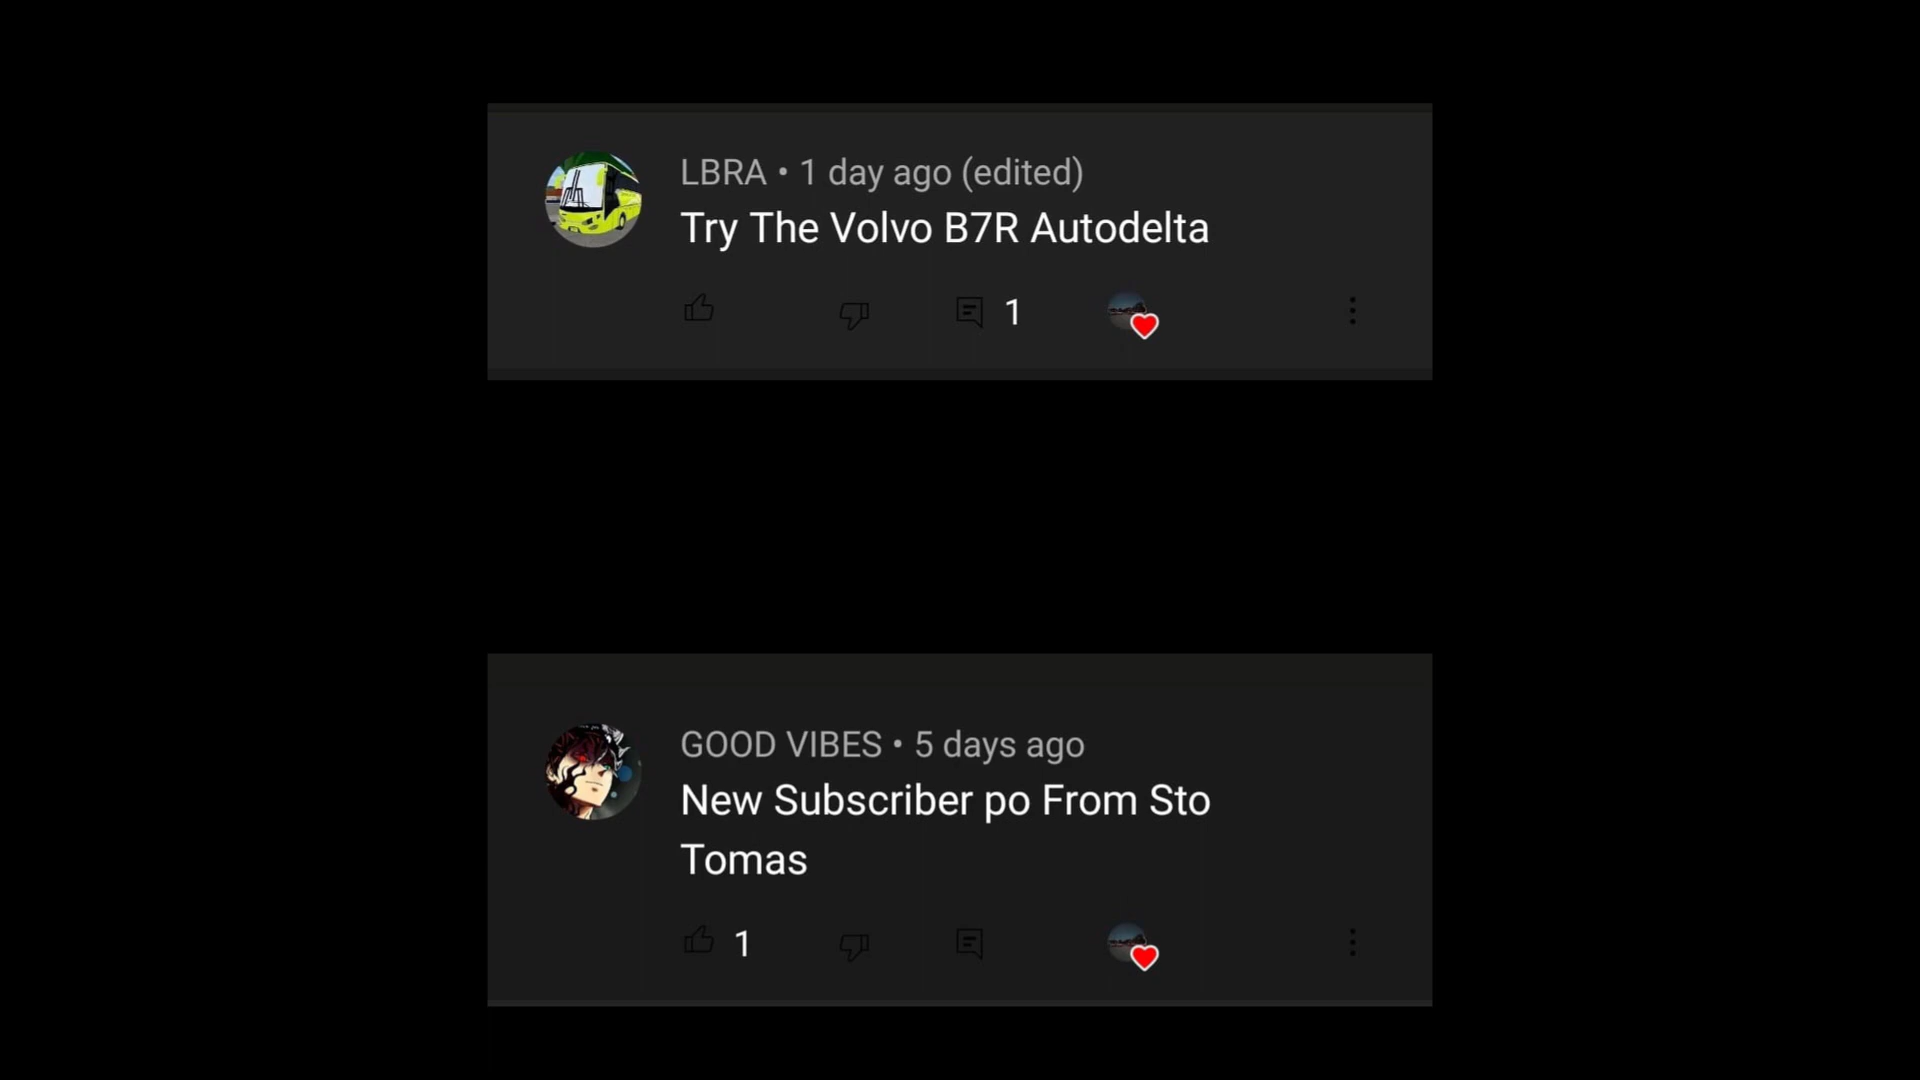 LBRA • 1 day ago (edited)
Try The Volvo B7R Autodelta
1
GOOD VIBES • 5 days ago
New Subscriber po From Sto
Tomas
1